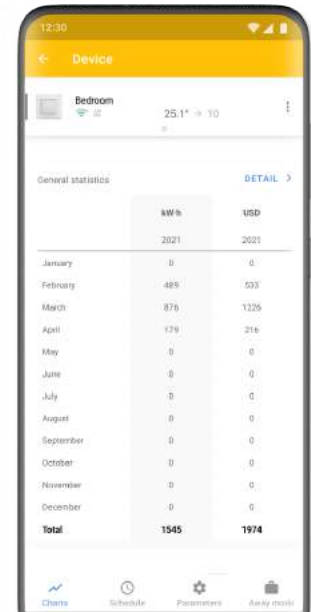 12:30
Device
Bedroom
25.1° → 10
General statistics DETAIL >
kW·h USD
2021 2021
January 0 0
February 489 533
March 876 1226
April 179 216
May 0 0
June 0 0
July 0 0
August 0 0
September 0 0
October 0 0
November 0 0
December 0 0
Total 1545 1974
Charts Schedule Parameters Away mode